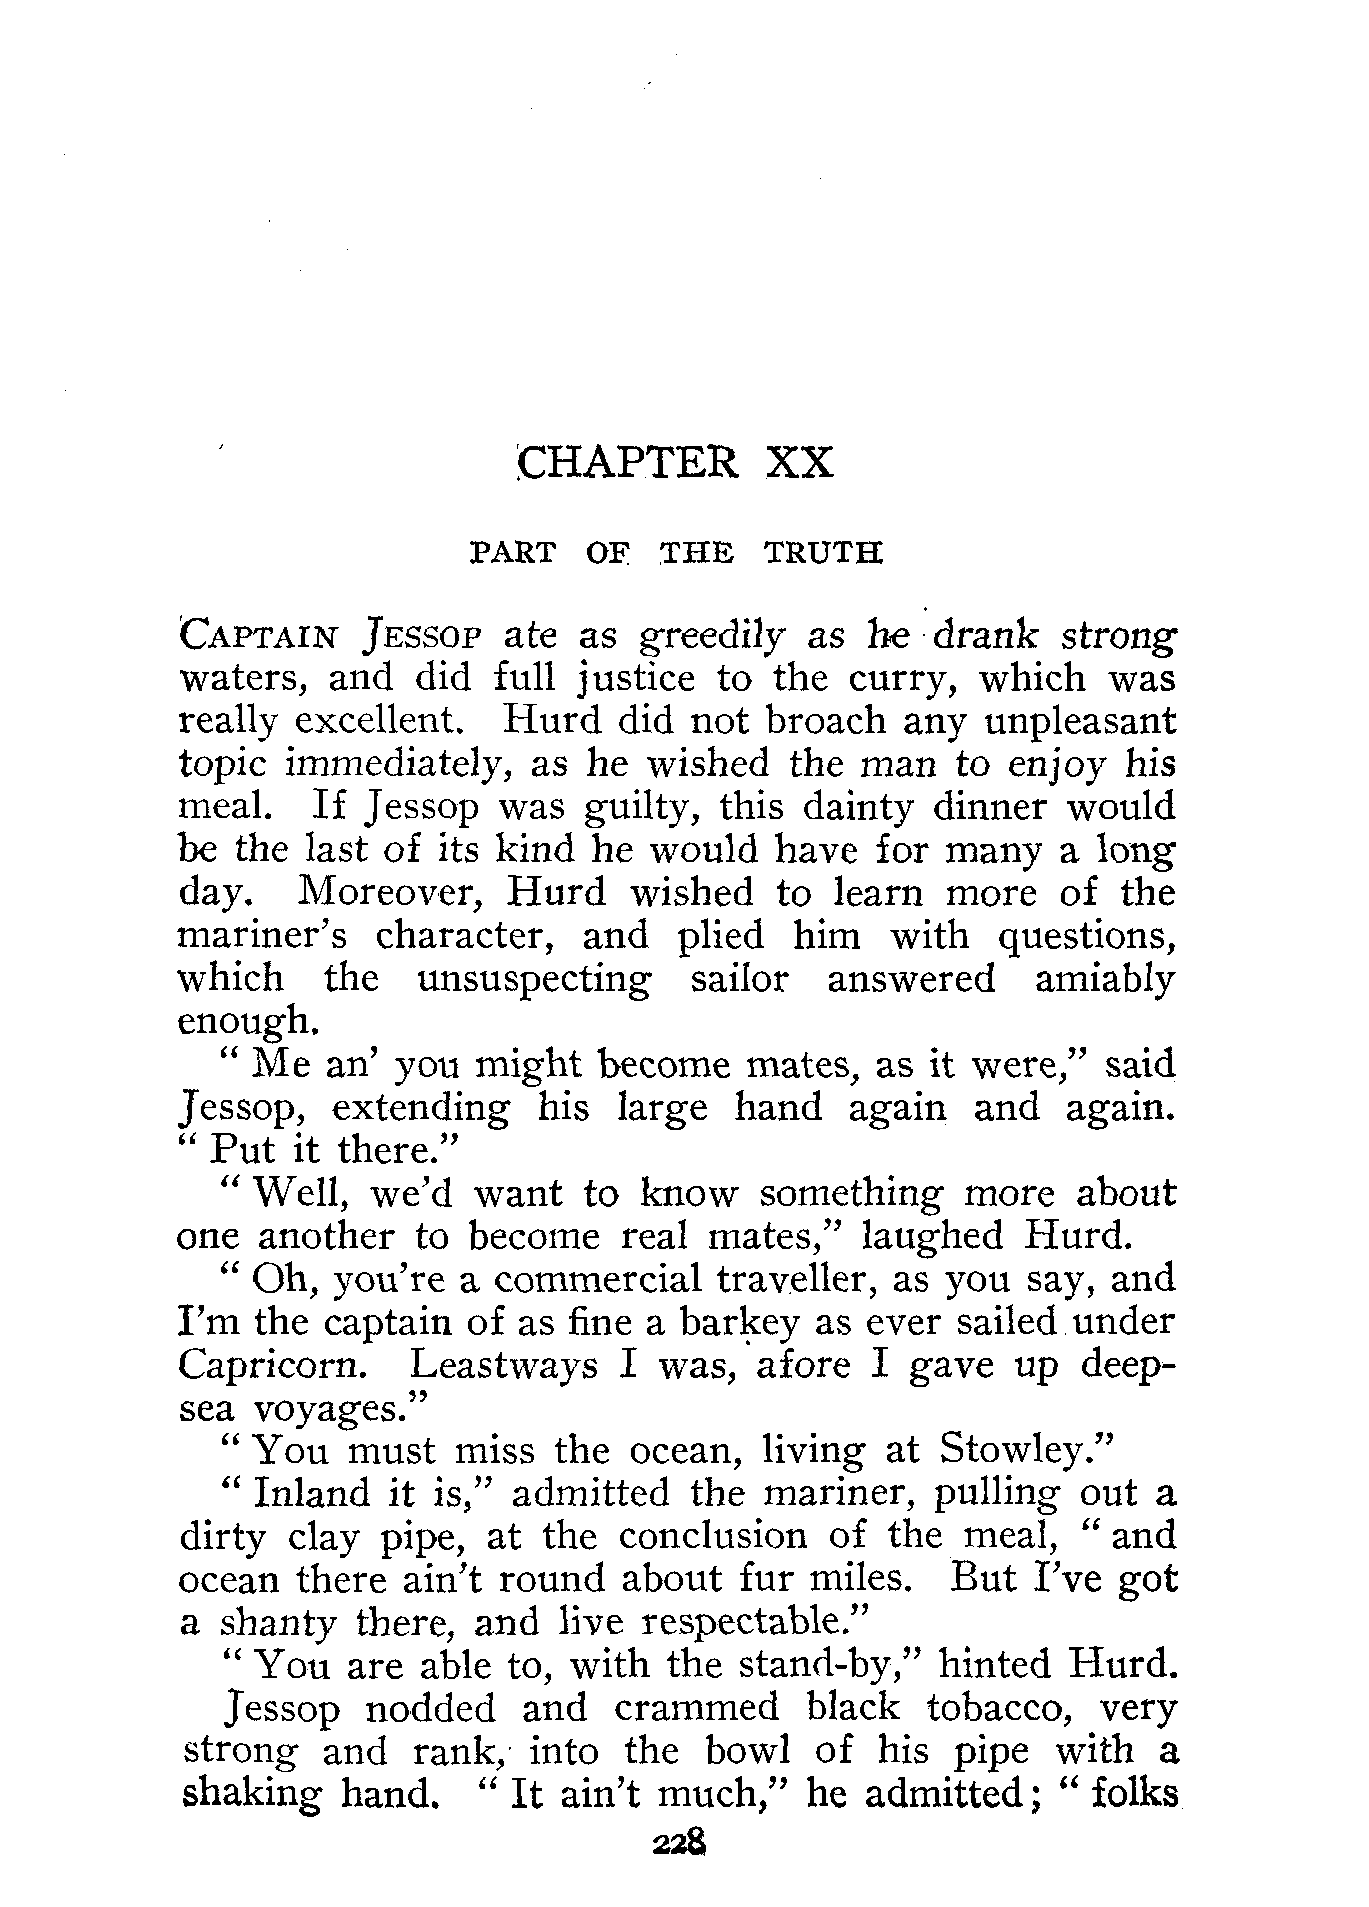 CHAPTER XX
PART OF THE TRUTH
CAPTAIN JESSOP ate as greedily as he drank strong
waters, and did full justice to the curry, which was
really excellent. Hurd did not broach any unpleasant
topic immediately, as he wished the man to enjoy his
meal. If Jessop was guilty, this dainty dinner would
be the last of its kind he would have for many a long
day. Moreover, Hurd wished to learn more of the
mariner's character, and plied him with questions,
which the unsuspecting sailor answered amiably
enough.
" Me an' you might become mates, as it were," said
Jessop, extending his large hand again and again.
" Put it there."
" Well, we'd want to know something more about
one another to become real mates," laughed Hurd.
" Oh, you're a commercial traveller, as you say, and
I'm the captain of as fine a barkey as ever sailed under
Capricorn. Leastways I was, afore I gave up deep-
sea voyages."
" You must miss the ocean, living at Stowley."
" Inland it is," admitted the mariner, pulling out a
dirty clay pipe, at the conclusion of the meal, " and
ocean there ain't round about fur miles. But I've got
a shanty there, and live respectable."
" You are able to, with the stand-by," hinted Hurd.
Jessop nodded and crammed black tobacco, very
strong and rank, into the bowl of his pipe with a
shaking hand. " It ain't much," he admitted; " folks
228